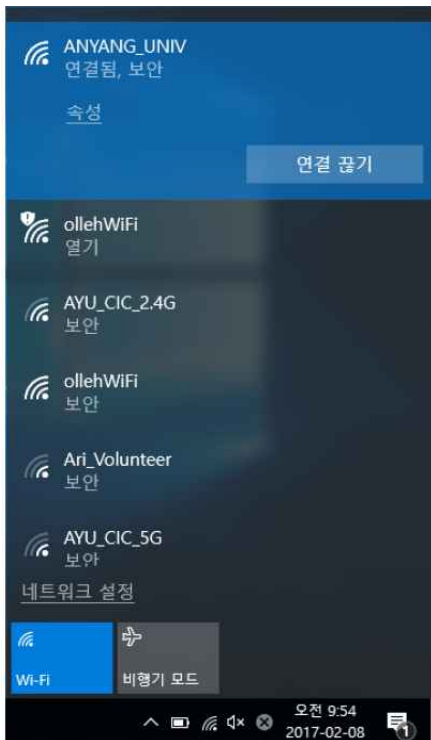 ANYANG_UNIV
연결됨, 보안
속성
연결 끊기
ollehWiFi
열기
AYU_CIC_2.4G
보안
ollehWiFi
보안
Ari_Volunteer
보안
AYU_CIC_5G
보안
네트워크 설정
Wi-Fi
비행기 모드
오전 9:54
2017-02-08
1